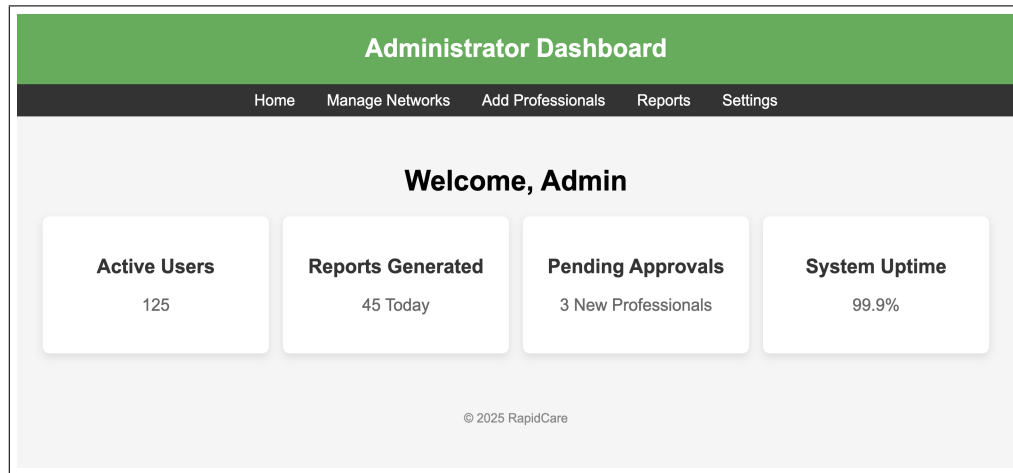 Administrator Dashboard
Home Manage Networks Add Professionals Reports Settings
Welcome, Admin
Active Users
125
Reports Generated
45 Today
Pending Approvals
3 New Professionals
System Uptime
99.9%
© 2025 RapidCare